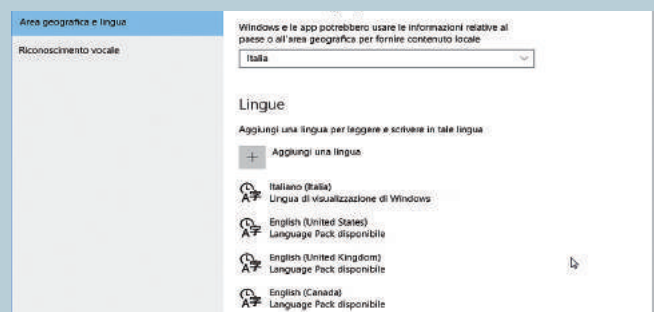 Area geografica e lingua
Riconoscimento vocale
Windows e le app potrebbero usare le informazioni relative al
paese o all'area geografica per fornire contenuto locale
Italia
Lingue
Aggiungi una lingua per leggere e scrivere in tale lingua
+ Aggiungi una lingua
Italiano (Italia)
Lingua di visualizzazione di Windows
English (United States)
Language Pack disponibile
English (United Kingdom)
Language Pack disponibile
English (Canada)
Language Pack disponibile